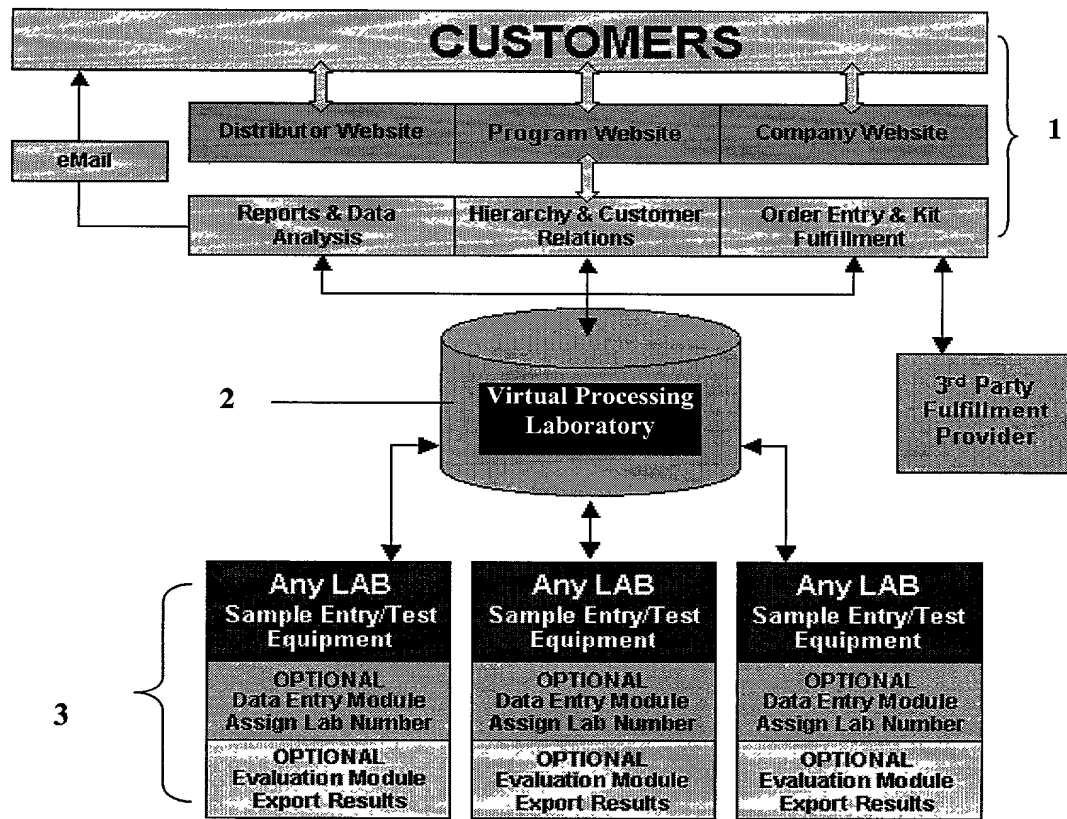 CUSTOMERS
1
Distributor Website
Program Website
Company Website
eMail
Reports & Data
Analysis
Hierarchy & Customer
Relations
Order Entry & Kit
Fulfillment
2
Virtual Processing
Laboratory
3rd Party
Fulfillment
Provider
3
Any LAB
Sample Entry/Test
Equipment
OPTIONAL
Data Entry Module
Assign Lab Number
OPTIONAL
Evaluation Module
Export Results
Any LAB
Sample Entry/Test
Equipment
OPTIONAL
Data Entry Module
Assign Lab Number
OPTIONAL
Evaluation Module
Export Results
Any LAB
Sample Entry/Test
Equipment
OPTIONAL
Data Entry Module
Assign Lab Number
OPTIONAL
Evaluation Module
Export Results